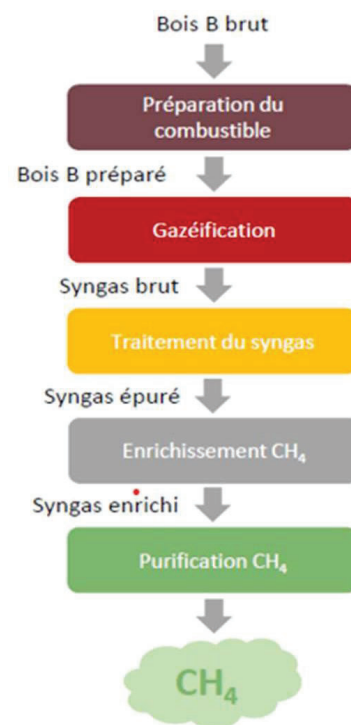 Bois B brut
Préparation du
combustible
Bois B préparé
Gazéification
Syngas brut
Traitement du syngas
Syngas épuré
Enrichissement CH₄
Syngas enrichi
Purification CH₄
CH₄